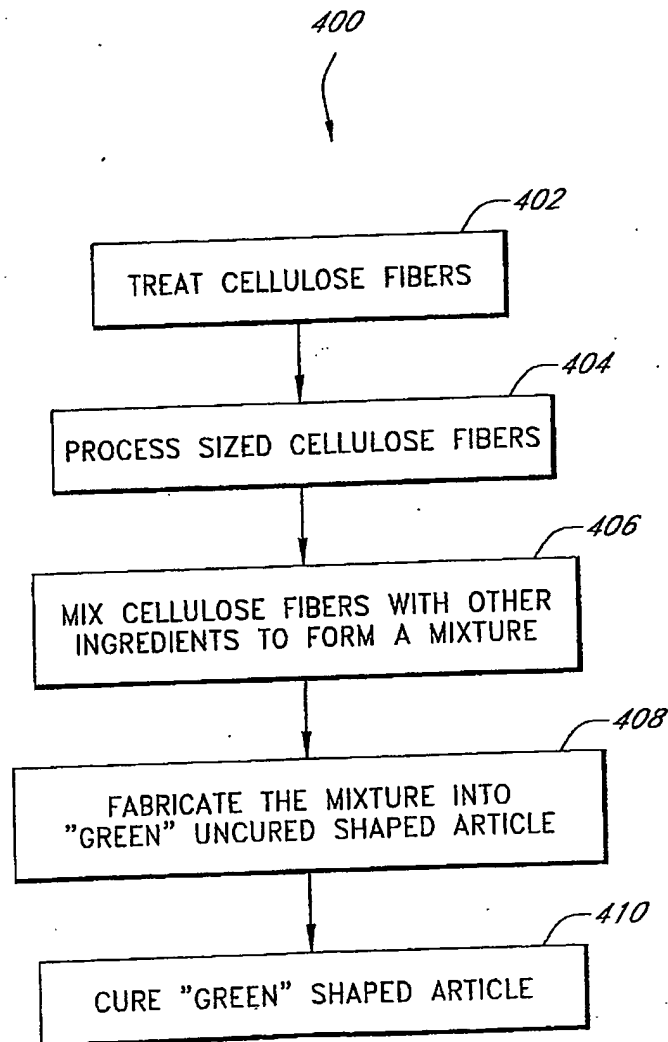 400
402
TREAT CELLULOSE FIBERS
404
PROCESS SIZED CELLULOSE FIBERS
406
MIX CELLULOSE FIBERS WITH OTHER
INGREDIENTS TO FORM A MIXTURE
408
FABRICATE THE MIXTURE INTO
"GREEN" UNCURED SHAPED ARTICLE
410
CURE "GREEN" SHAPED ARTICLE